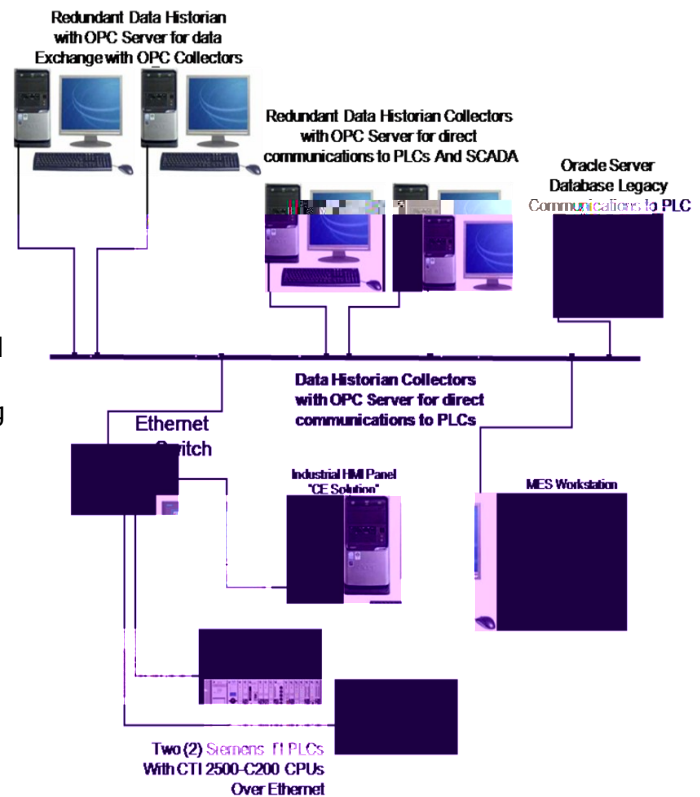 Redundant Data Historian
with OPC Server for data
Exchange with OPC Collectors
Redundant Data Historian Collectors
with OPC Server for direct
communications to PLCs And SCADA
Oracle Server
Database Legacy
Communications to PLC
Data Historian Collectors
with OPC Server for direct
communications to PLCs
Ethernet
Industrial HMI Panel
"CE Solution"
MES Workstation
Two (2) Siemens TI PLCs
With CTI 2500-C200 CPUs
Over Ethernet